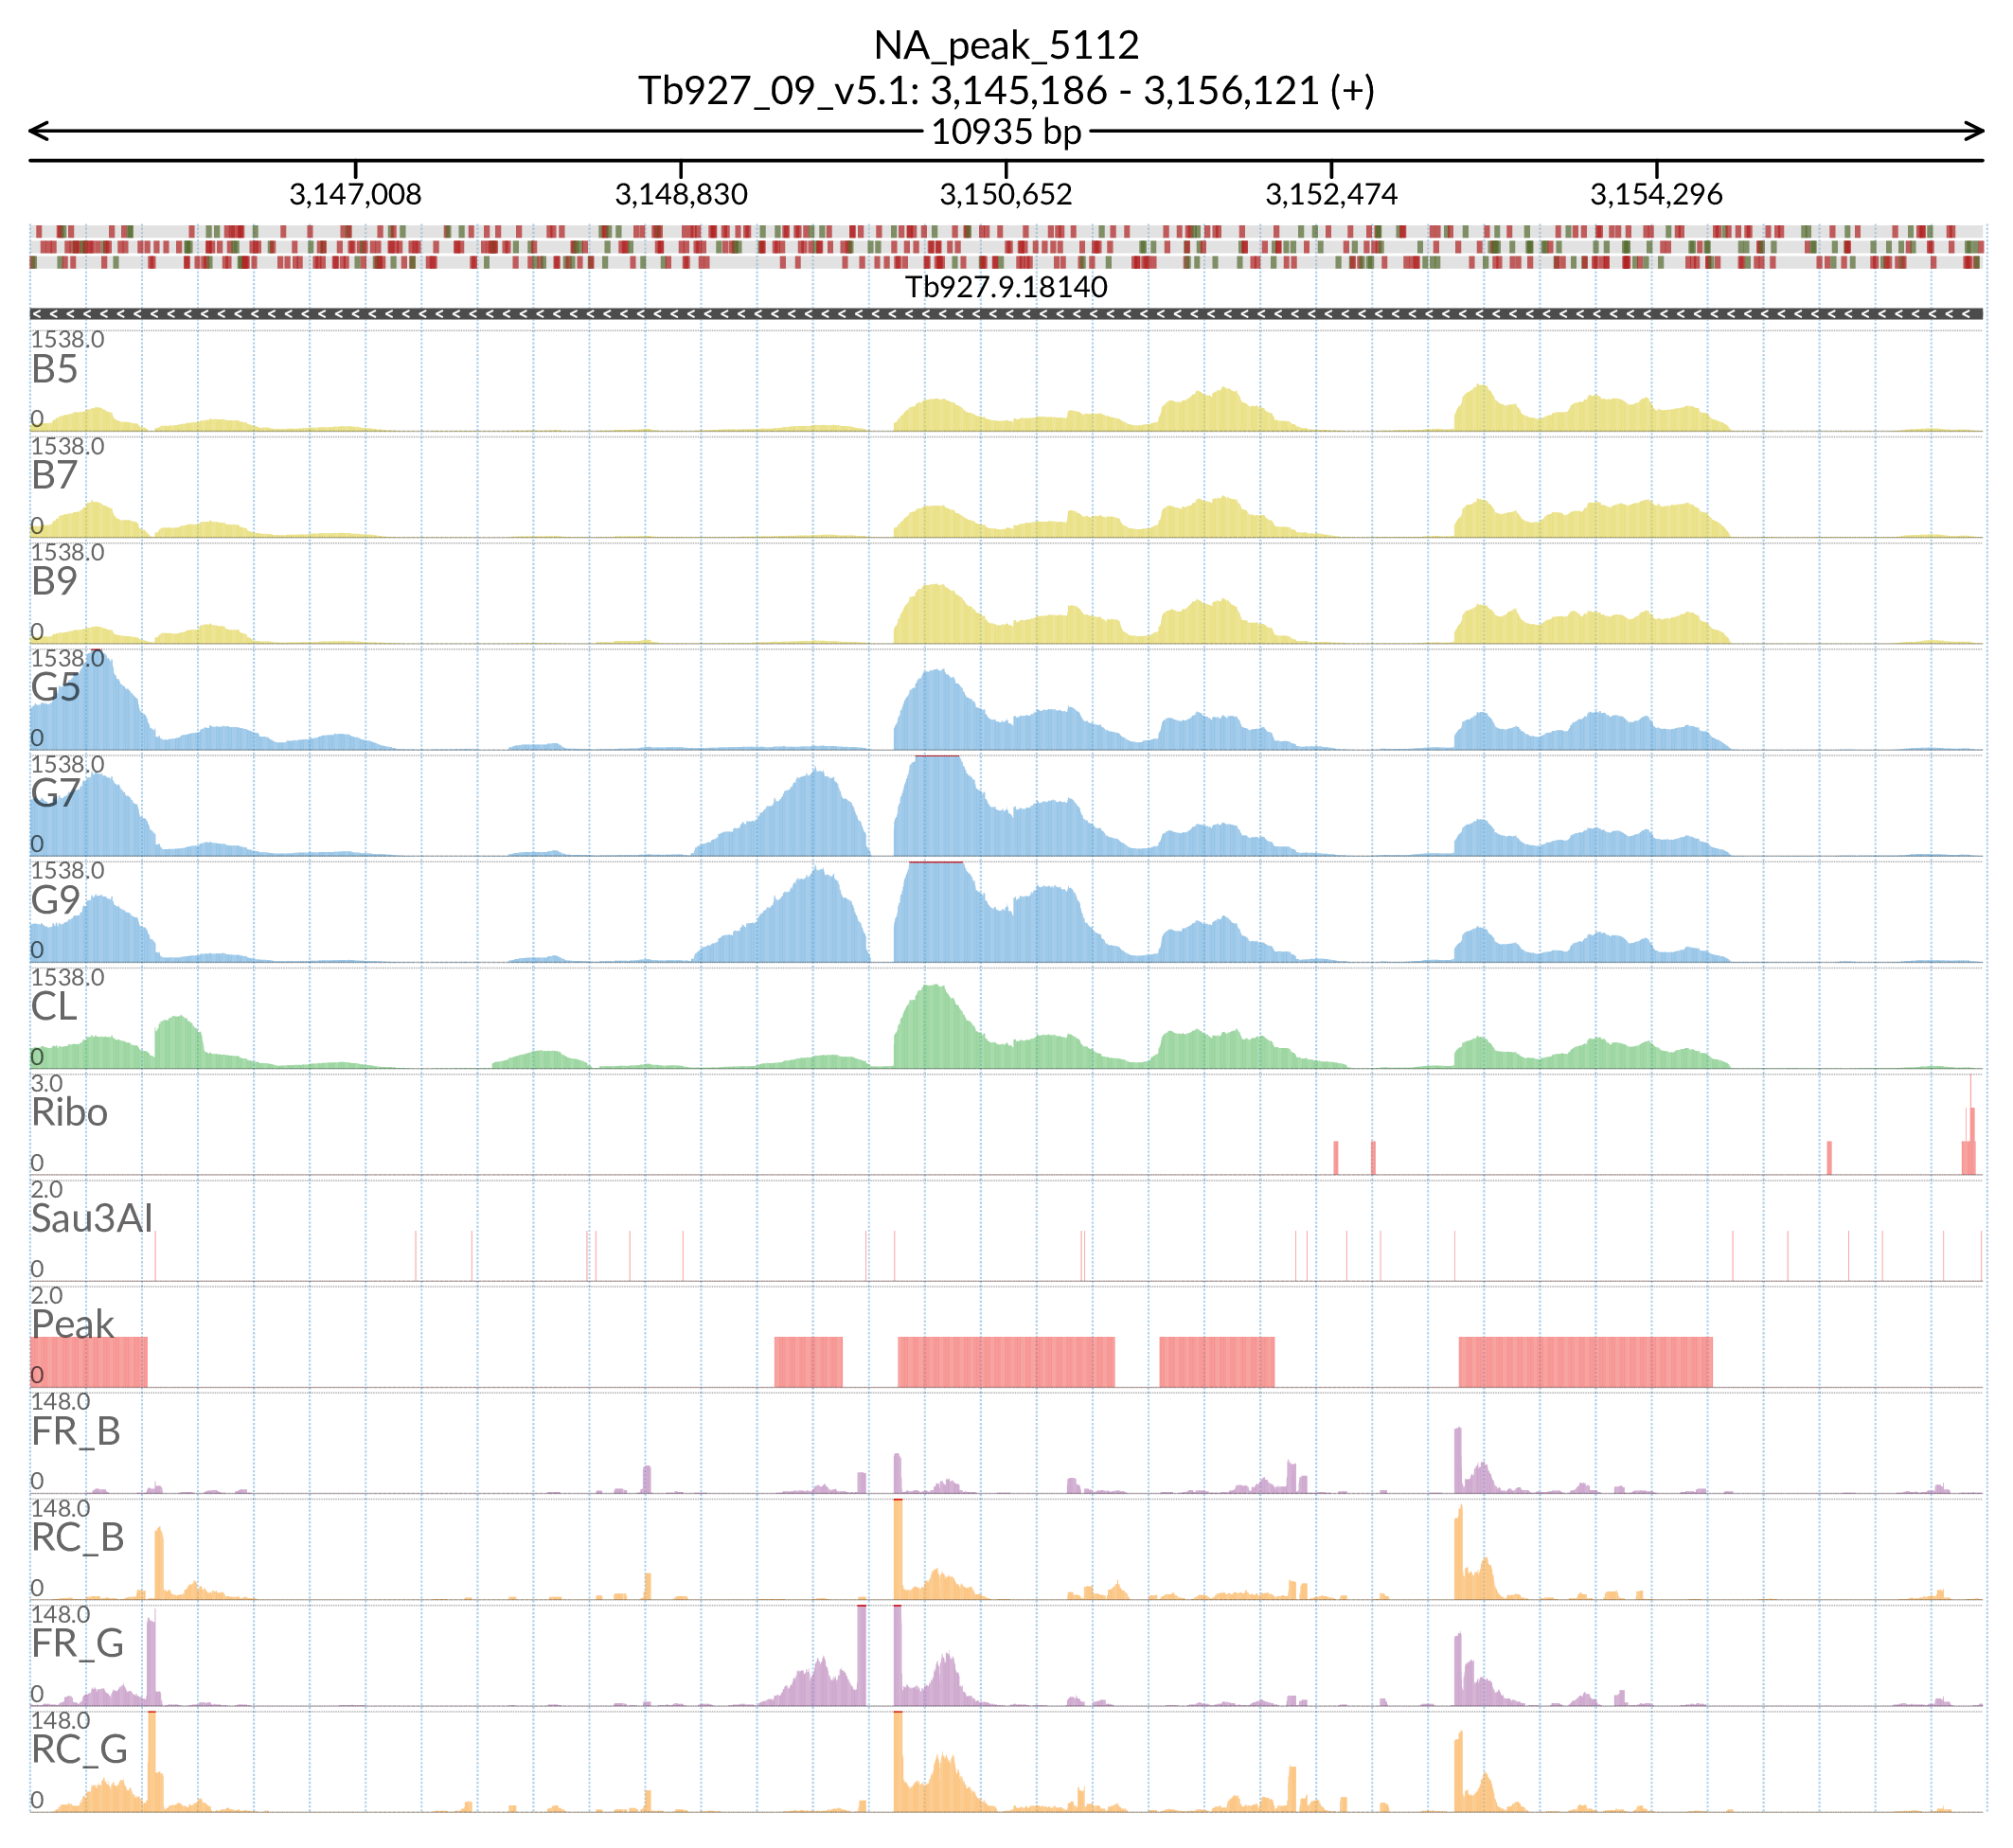 NA_peak_5112
Tb927_09_v5.1: 3,145,186 - 3,156,121 (+)
10935 bp
3,147,008 3,148,830 3,150,652 3,152,474 3,154,296
Tb927.9.18140
1538.0
B5
0
1538.0
B7
0
1538.0
B9
0
1538.0
G5
0
1538.0
G7
0
1538.0
G9
0
1538.0
CL
0
3.0
Ribo
0
2.0
Sau3AI
0
2.0
Peak
0
148.0
FR_B
0
148.0
RC_B
0
148.0
FR_G
0
148.0
RC_G
0